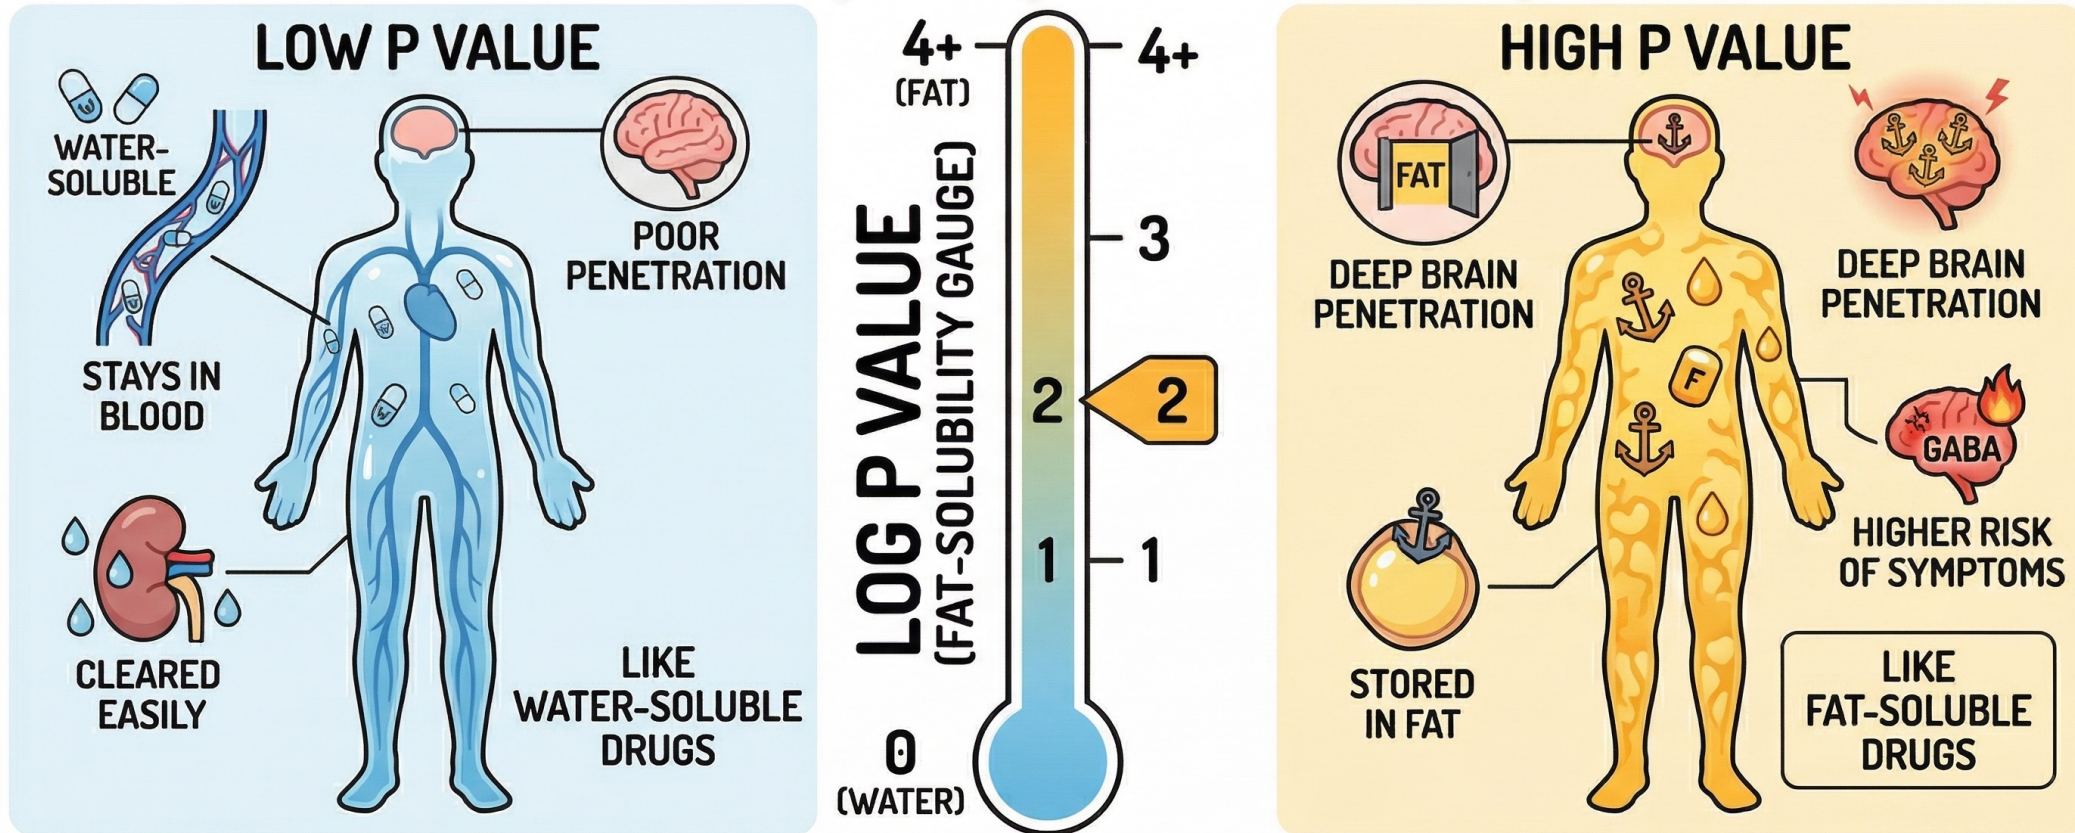 LOW P VALUE
WATER-
SOLUBLE
STAYS IN
BLOOD
CLEARED
EASILY
POOR
PENETRATION
LIKE
WATER-SOLUBLE
DRUGS
LOG P VALUE
(FAT-SOLUBILITY GAUGE)
4+
(FAT)
4+
3
2
2
1
1
0
(WATER)
HIGH P VALUE
FAT
DEEP BRAIN
PENETRATION
STORED
IN FAT
F
DEEP BRAIN
PENETRATION
GABA
HIGHER RISK
OF SYMPTOMS
LIKE
FAT-SOLUBLE
DRUGS